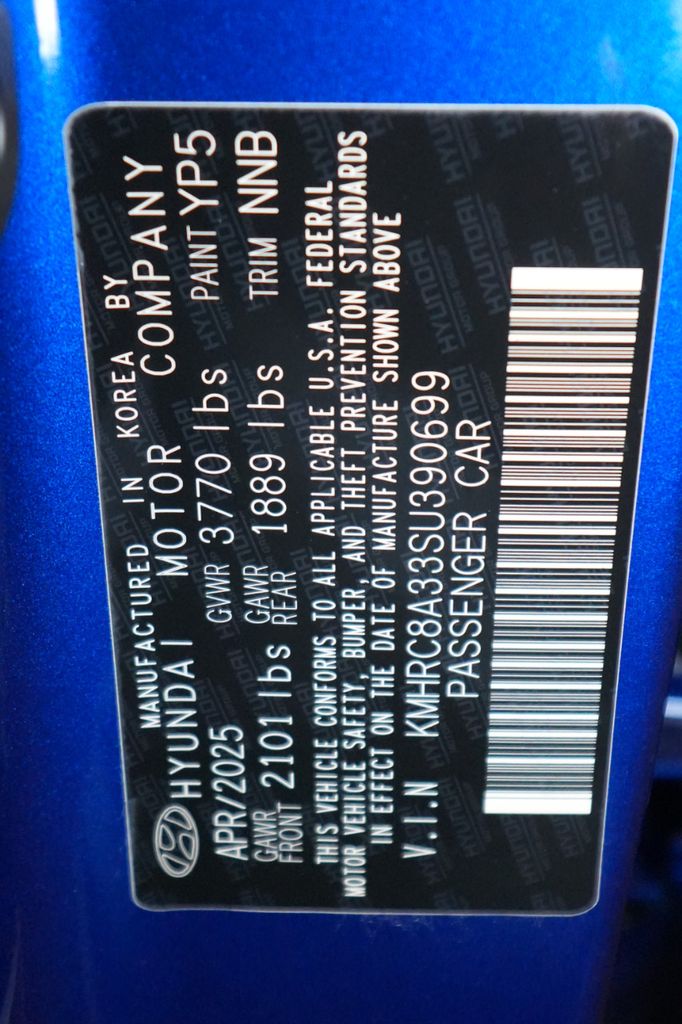 MANUFACTURED IN KOREA BY
HYUNDAI MOTOR COMPANY
APR/2025 GVWR 3770 lbs PAINT YP5
GAWR FRONT 2101 lbs GAWR REAR 1889 lbs TRIM NNB
THIS VEHICLE CONFORMS TO ALL APPLICABLE U.S.A. FEDERAL
MOTOR VEHICLE SAFETY, BUMPER, AND THEFT PREVENTION STANDARDS
IN EFFECT ON THE DATE OF MANUFACTURE SHOWN ABOVE
V.I.N KMHRC8A33SU390699
PASSENGER CAR